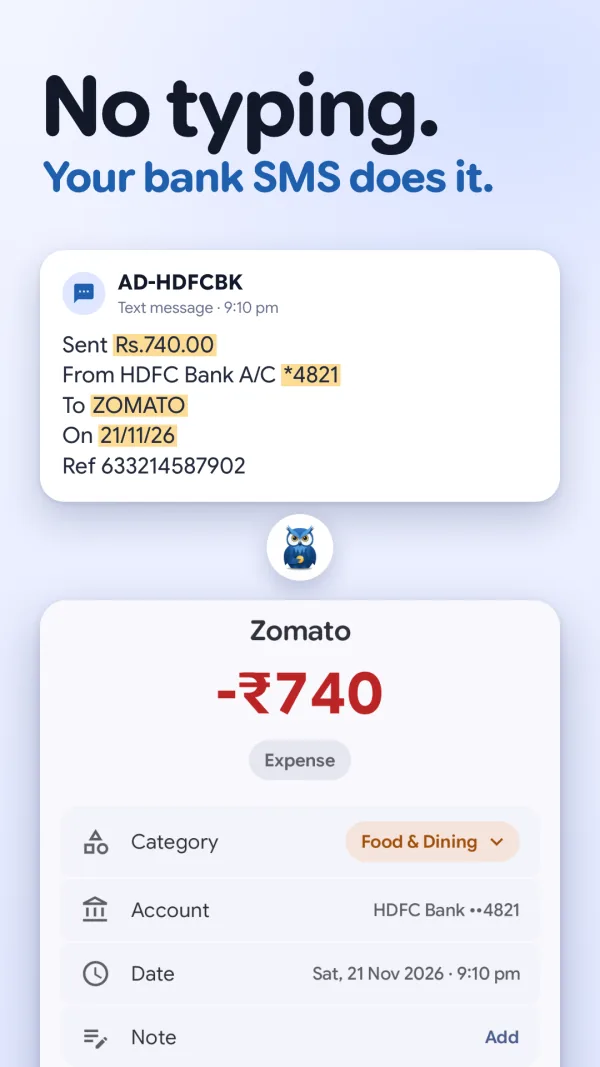 No typing.
Your bank SMS does it.
AD-HDFCBK
Text message · 9:10 pm
Sent Rs.740.00
From HDFC Bank A/C *4821
To ZOMATO
On 21/11/26
Ref 633214587902
Zomato
-₹740
Expense
Category Food & Dining
Account HDFC Bank ••4821
Date Sat, 21 Nov 2026 · 9:10 pm
Note Add